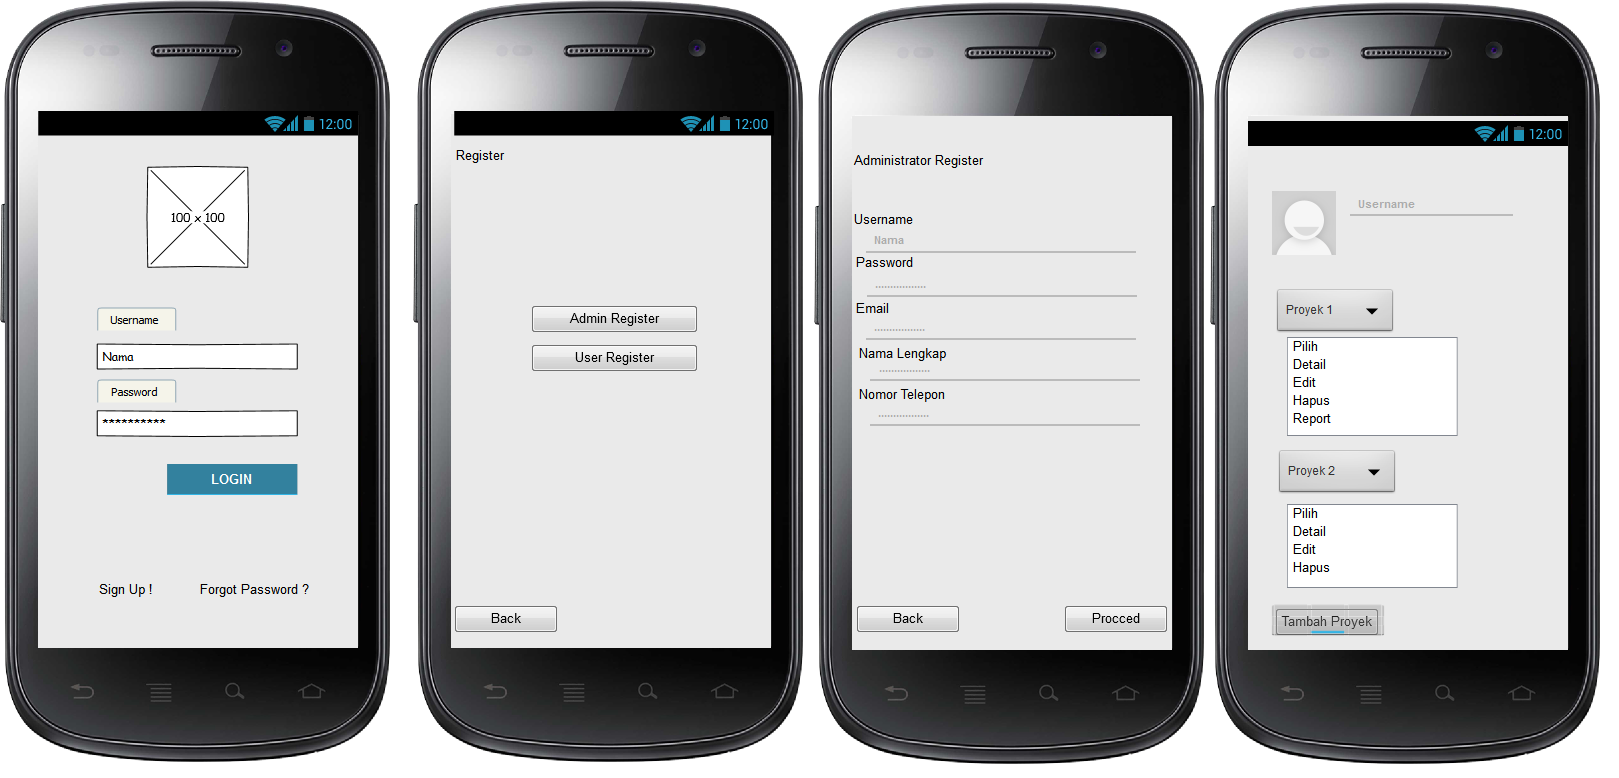 12:00
100 x 100
Username
Nama
Password
**********
LOGIN
Sign Up !
Forgot Password ?
12:00
Register
Admin Register
User Register
Back
Administrator Register
Username
Nama
Password
.................
Email
.................
Nama Lengkap
.................
Nomor Telepon
.................
Back
Procced
12:00
Username
Proyek 1
Pilih
Detail
Edit
Hapus
Report
Proyek 2
Pilih
Detail
Edit
Hapus
Tambah Proyek